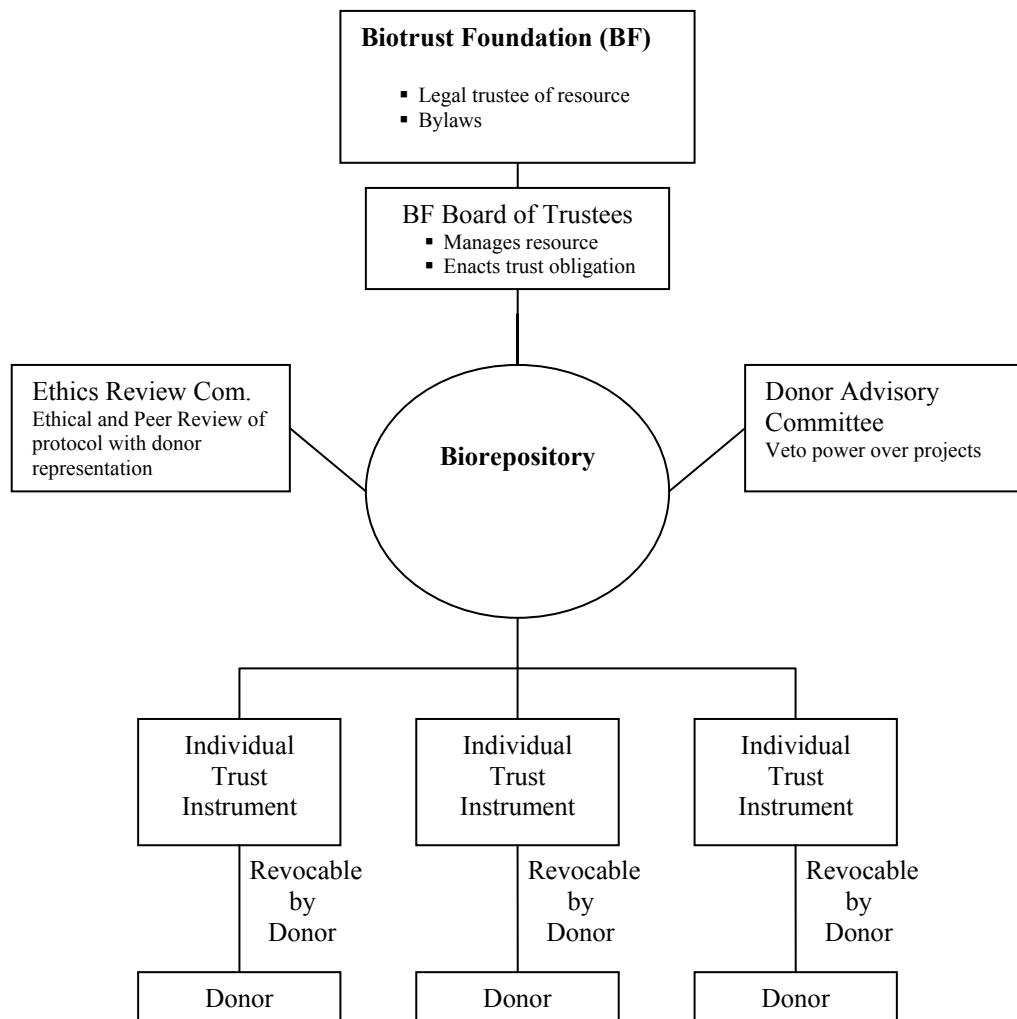 Biotrust Foundation (BF)
▪ Legal trustee of resource
▪ Bylaws
BF Board of Trustees
▪ Manages resource
▪ Enacts trust obligation
Ethics Review Com.
Ethical and Peer Review of
protocol with donor
representation
Biorepository
Donor Advisory
Committee
Veto power over projects
Individual
Trust
Instrument
Individual
Trust
Instrument
Individual
Trust
Instrument
Revocable
by
Donor
Revocable
by
Donor
Revocable
by
Donor
Donor
Donor
Donor